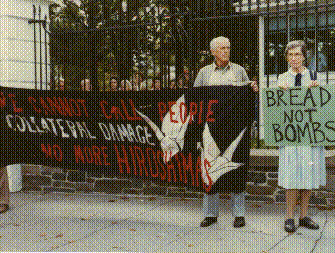 WE CANNOT CALL PEOPLE
COLLATERAL DAMAGE
NO MORE HIROSHIMAS
BREAD
NOT
BOMBS